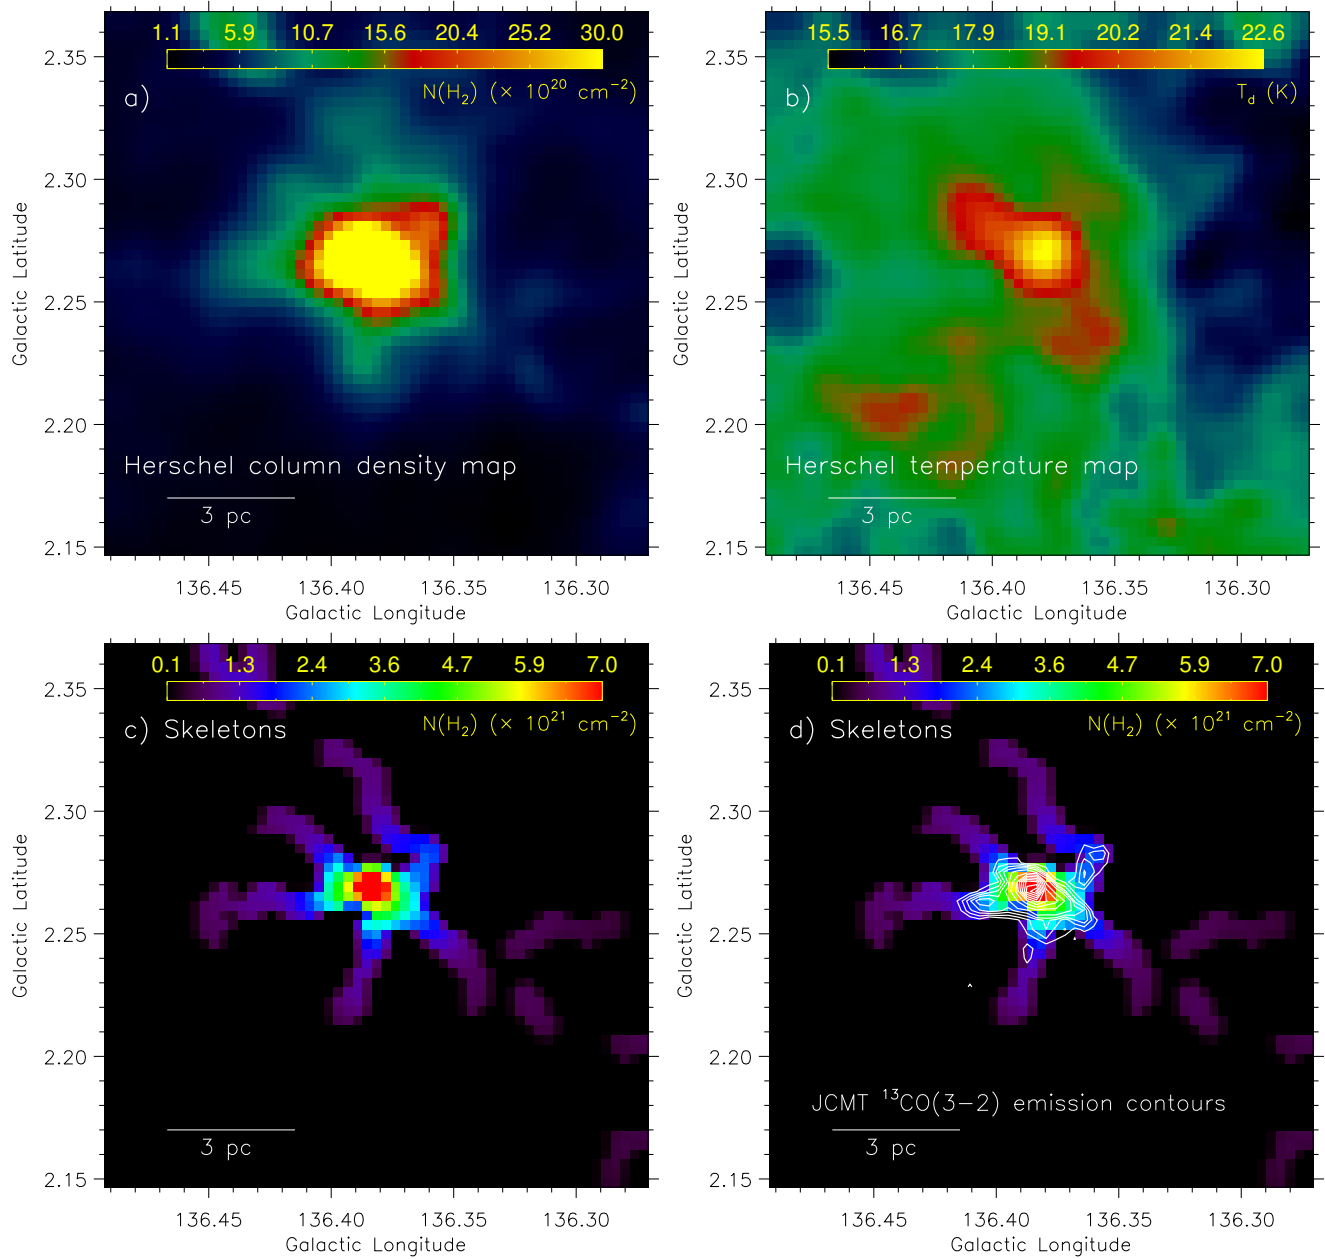 1.1 5.9 10.7 15.6 20.4 25.2 30.0
N(H₂) (× 10²⁰ cm⁻²)
a)
2.35
2.30
2.25
2.20
2.15
Galactic Latitude
Herschel column density map
3 pc
136.45 136.40 136.35 136.30
Galactic Longitude
15.5 16.7 17.9 19.1 20.2 21.4 22.6
T_d (K)
b)
2.35
2.30
2.25
2.20
2.15
Galactic Latitude
Herschel temperature map
3 pc
136.45 136.40 136.35 136.30
Galactic Longitude
0.1 1.3 2.4 3.6 4.7 5.9 7.0
N(H₂) (× 10²¹ cm⁻²)
c) Skeletons
2.35
2.30
2.25
2.20
2.15
Galactic Latitude
3 pc
136.45 136.40 136.35 136.30
Galactic Longitude
0.1 1.3 2.4 3.6 4.7 5.9 7.0
N(H₂) (× 10²¹ cm⁻²)
d) Skeletons
2.35
2.30
2.25
2.20
2.15
Galactic Latitude
JCMT ¹³CO(3−2) emission contours
3 pc
136.45 136.40 136.35 136.30
Galactic Longitude